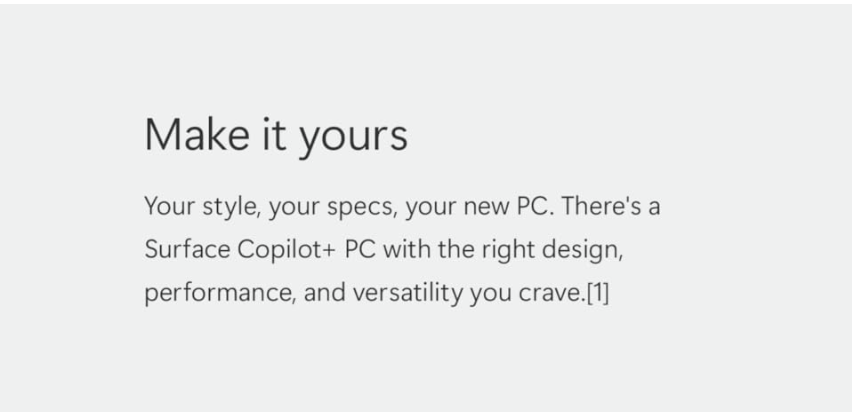 Make it yours
Your style, your specs, your new PC. There's a
Surface Copilot+ PC with the right design,
performance, and versatility you crave.[1]